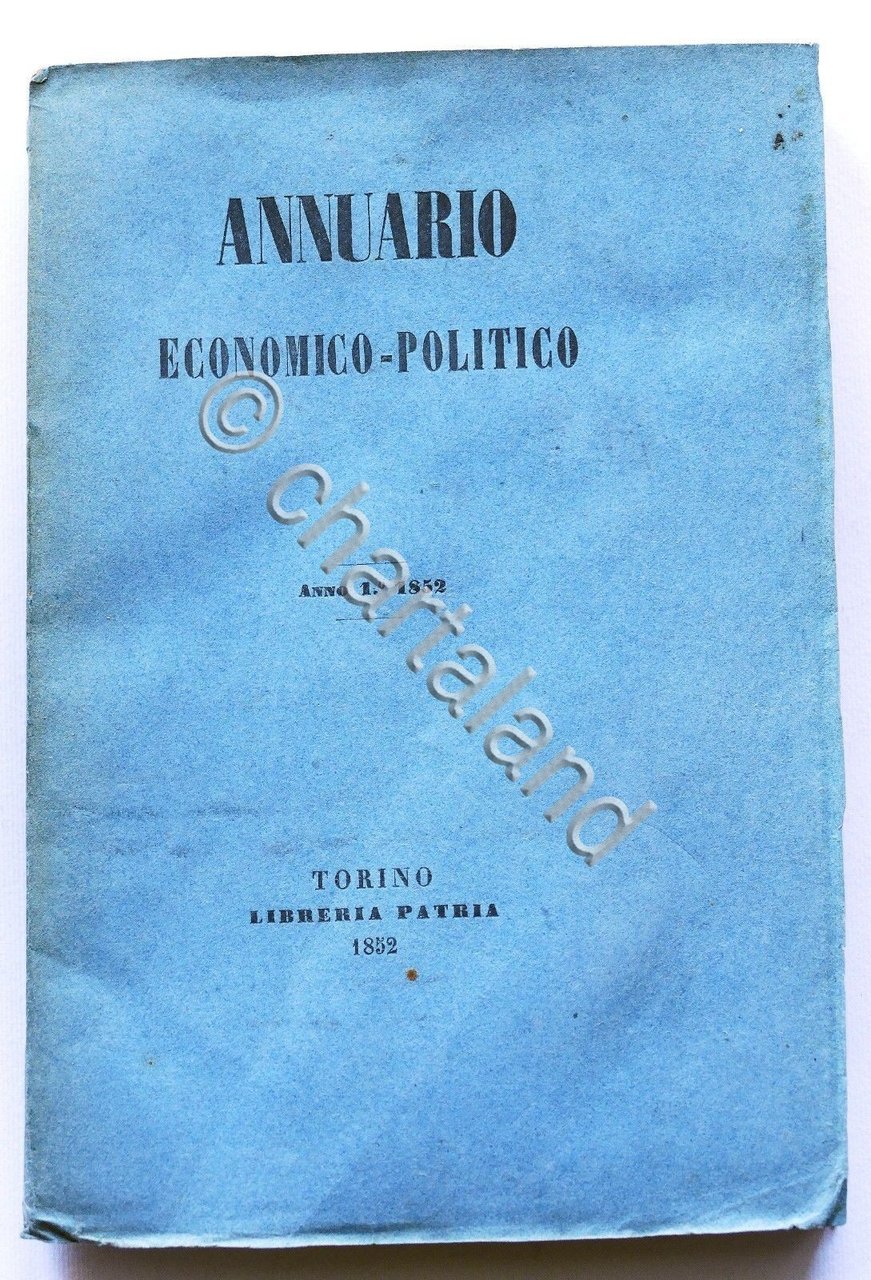 ANNUARIO
ECONOMICO-POLITICO
ANNO 1.° 1852
TORINO
LIBRERIA PATRIA
1852
© chartaland